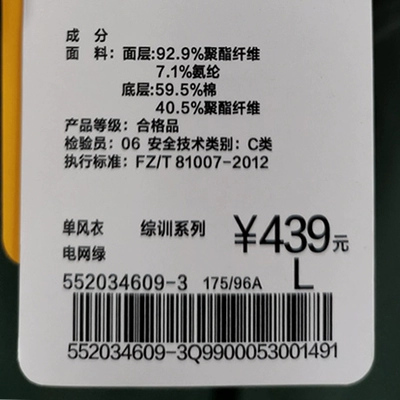 成 分
面 料: 面层:92.9%聚酯纤维
7.1%氨纶
底层:59.5%棉
40.5%聚酯纤维
产品等级: 合格品
检验员: 06 安全技术类别: C类
执行标准: FZ/T 81007-2012
单风衣 综训系列 ¥439元
电网绿
552034609-3 175/96A L
552034609-3Q9900053001491